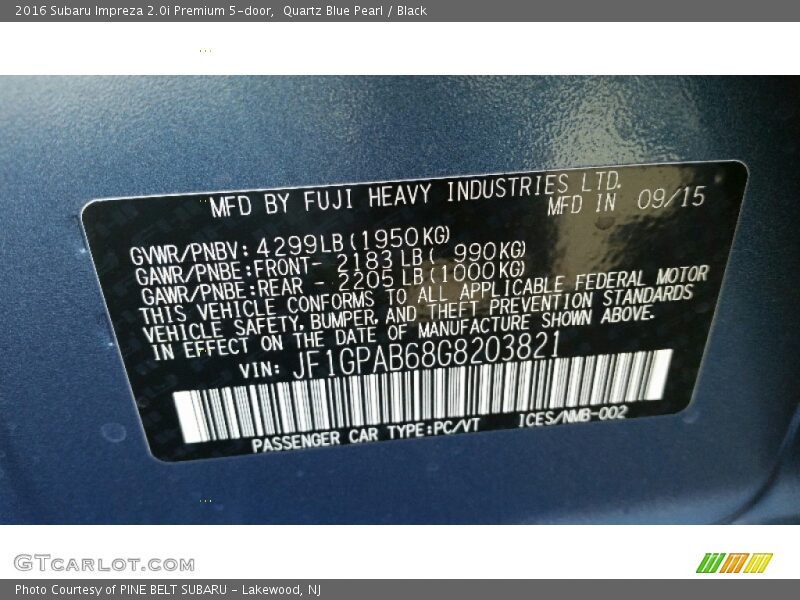 2016 Subaru Impreza 2.0i Premium 5-door,  Quartz Blue Pearl / Black
MFD BY FUJI HEAVY INDUSTRIES LTD.
MFD IN 09/15
GVWR/PNBV: 4299LB(1950KG)
GAWR/PNBE:FRONT- 2183LB( 990KG)
GAWR/PNBE:REAR - 2205LB(1000KG)
THIS VEHICLE CONFORMS TO ALL APPLICABLE FEDERAL MOTOR
VEHICLE SAFETY, BUMPER, AND THEFT PREVENTION STANDARDS
IN EFFECT ON THE DATE OF MANUFACTURE SHOWN ABOVE.
VIN: JF1GPAB68G8203821
PASSENGER CAR TYPE:PC/VT ICES/NMB-002
GTCARLOT.COM
Photo Courtesy of PINE BELT SUBARU - Lakewood, NJ